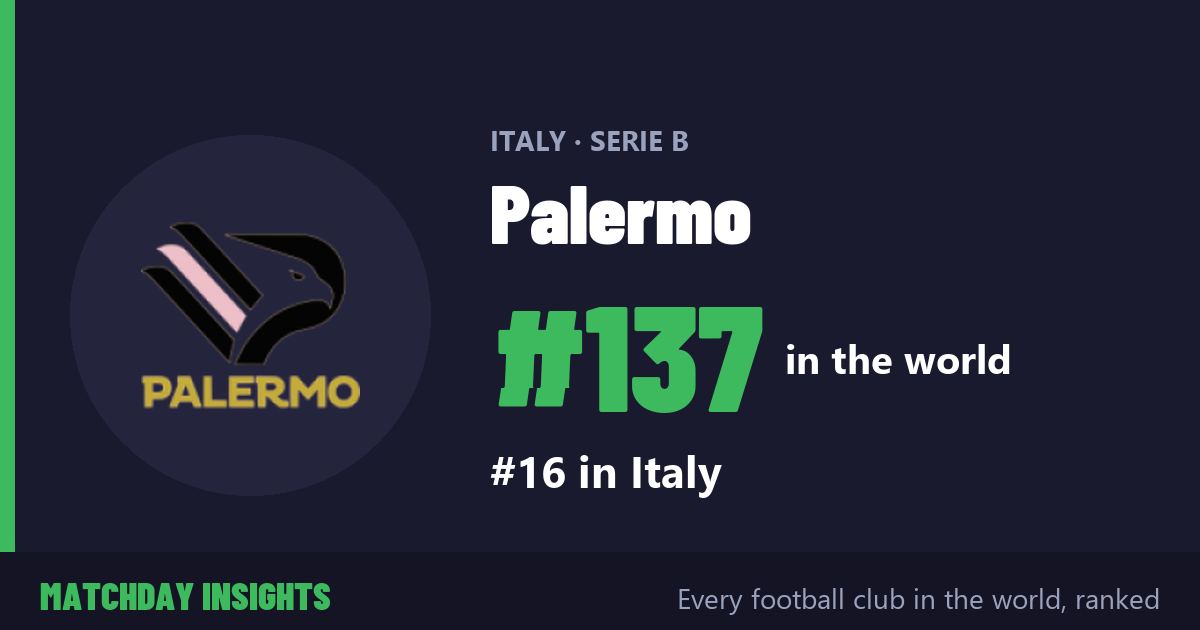 ITALY · SERIE B
Palermo
PALERMO
#137 in the world
#16 in Italy
MATCHDAY INSIGHTS
Every football club in the world, ranked